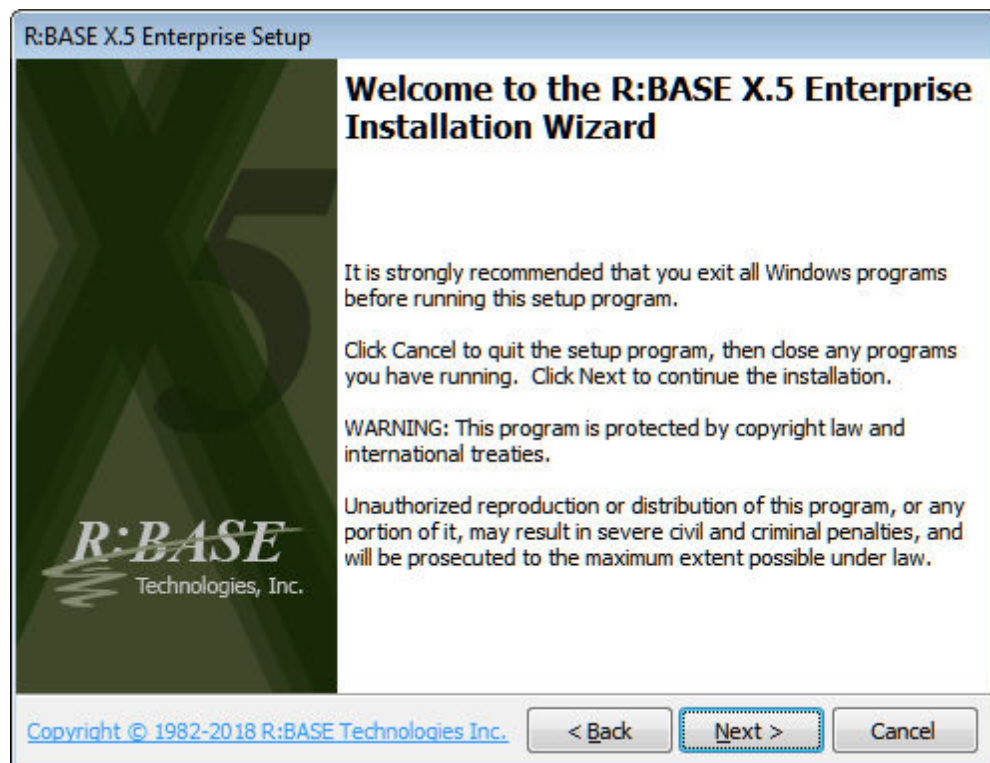 R:BASE X.5 Enterprise Setup
X
5
Welcome to the R:BASE X.5 Enterprise
Installation Wizard
It is strongly recommended that you exit all Windows programs
before running this setup program.
Click Cancel to quit the setup program, then close any programs
you have running.  Click Next to continue the installation.
WARNING: This program is protected by copyright law and
international treaties.
Unauthorized reproduction or distribution of this program, or any
portion of it, may result in severe civil and criminal penalties, and
will be prosecuted to the maximum extent possible under law.
R:BASE
Technologies, Inc.
Copyright © 1982-2018 R:BASE Technologies Inc.
< Back
Next >
Cancel